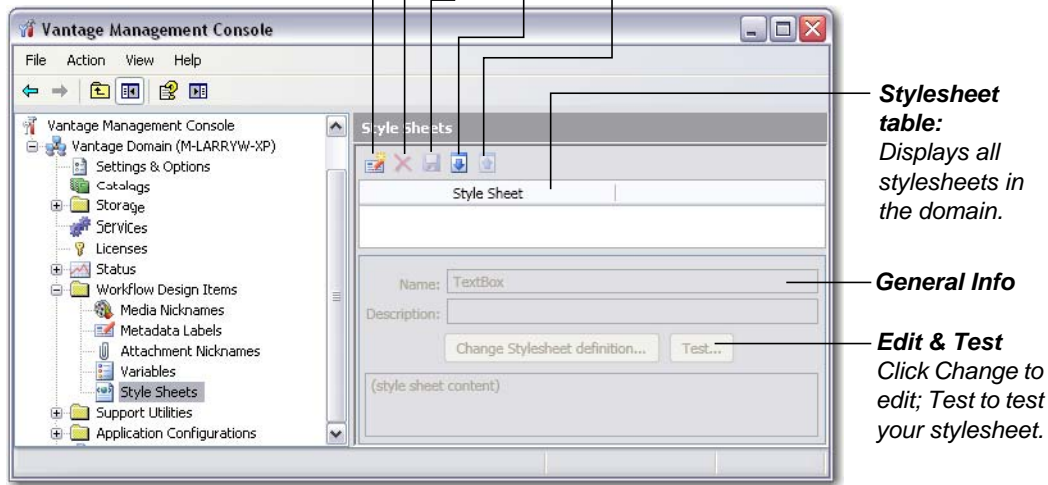 Vantage Management Console
File Action View Help
Vantage Management Console
Vantage Domain (M-LARRYW-XP)
Settings & Options
Catalogs
Storage
Services
Licenses
Status
Workflow Design Items
Media Nicknames
Metadata Labels
Attachment Nicknames
Variables
Style Sheets
Support Utilities
Application Configurations
Style Sheets
Style Sheet
Name: TextBox
Description:
Change Stylesheet definition... Test...
(style sheet content)
Stylesheet
table:
Displays all
stylesheets in
the domain.
General Info
Edit & Test
Click Change to
edit; Test to test
your stylesheet.